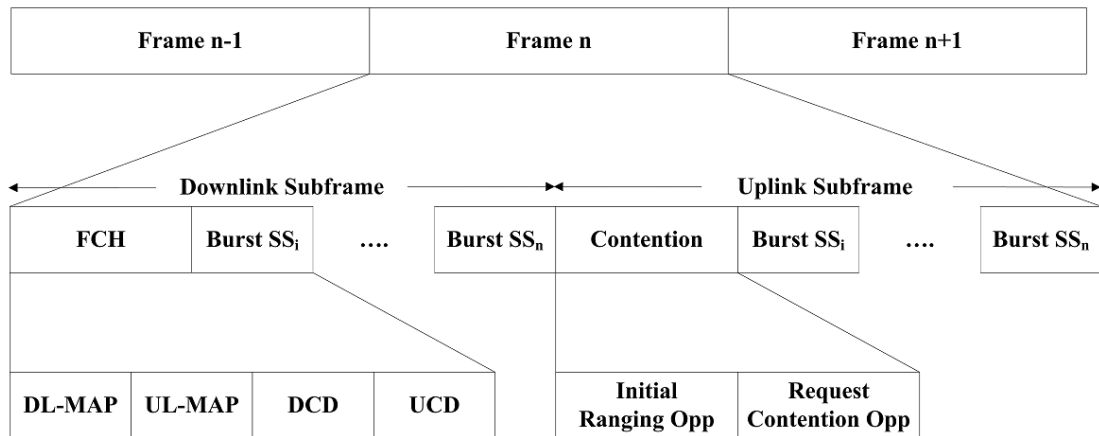 Frame n-1
Frame n
Frame n+1
Downlink Subframe
Uplink Subframe
FCH
Burst SSᵢ
....
Burst SSₙ
Contention
Burst SSᵢ
....
Burst SSₙ
DL-MAP
UL-MAP
DCD
UCD
Initial
Ranging Opp
Request
Contention Opp